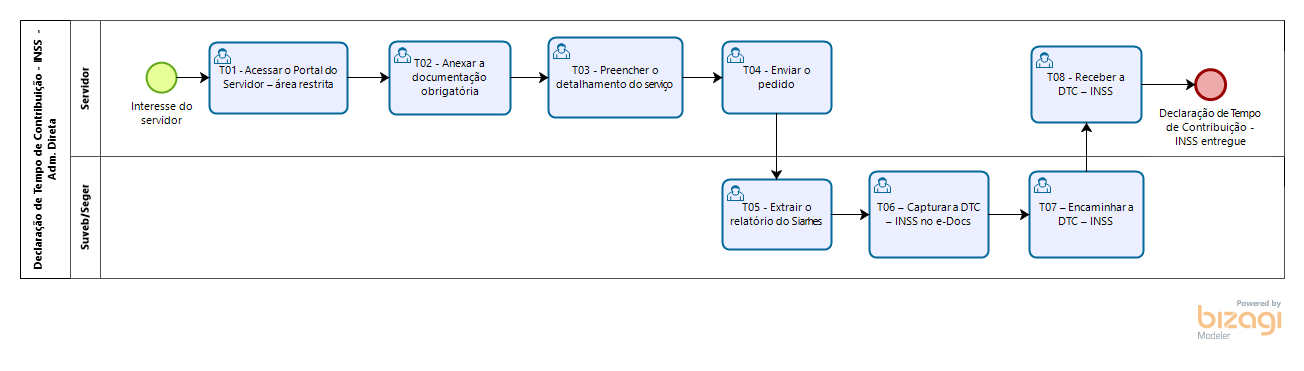 Declaração de Tempo de Contribuição - INSS -
Adm. Direta
Servidor
Interesse do
servidor
T01 - Acessar o Portal do
Servidor – área restrita
T02 - Anexar a
documentação
obrigatória
T03 - Preencher o
detalhamento do serviço
T04 - Enviar o
pedido
T08 - Receber a
DTC – INSS
Declaração de Tempo
de Contribuição -
INSS entregue
Suveb/Seger
T05 - Extrair o
relatório do Siarhes
T06 – Capturar a DTC
– INSS no e-Docs
T07 – Encaminhar a
DTC – INSS
Powered by
bizagi
Modeler